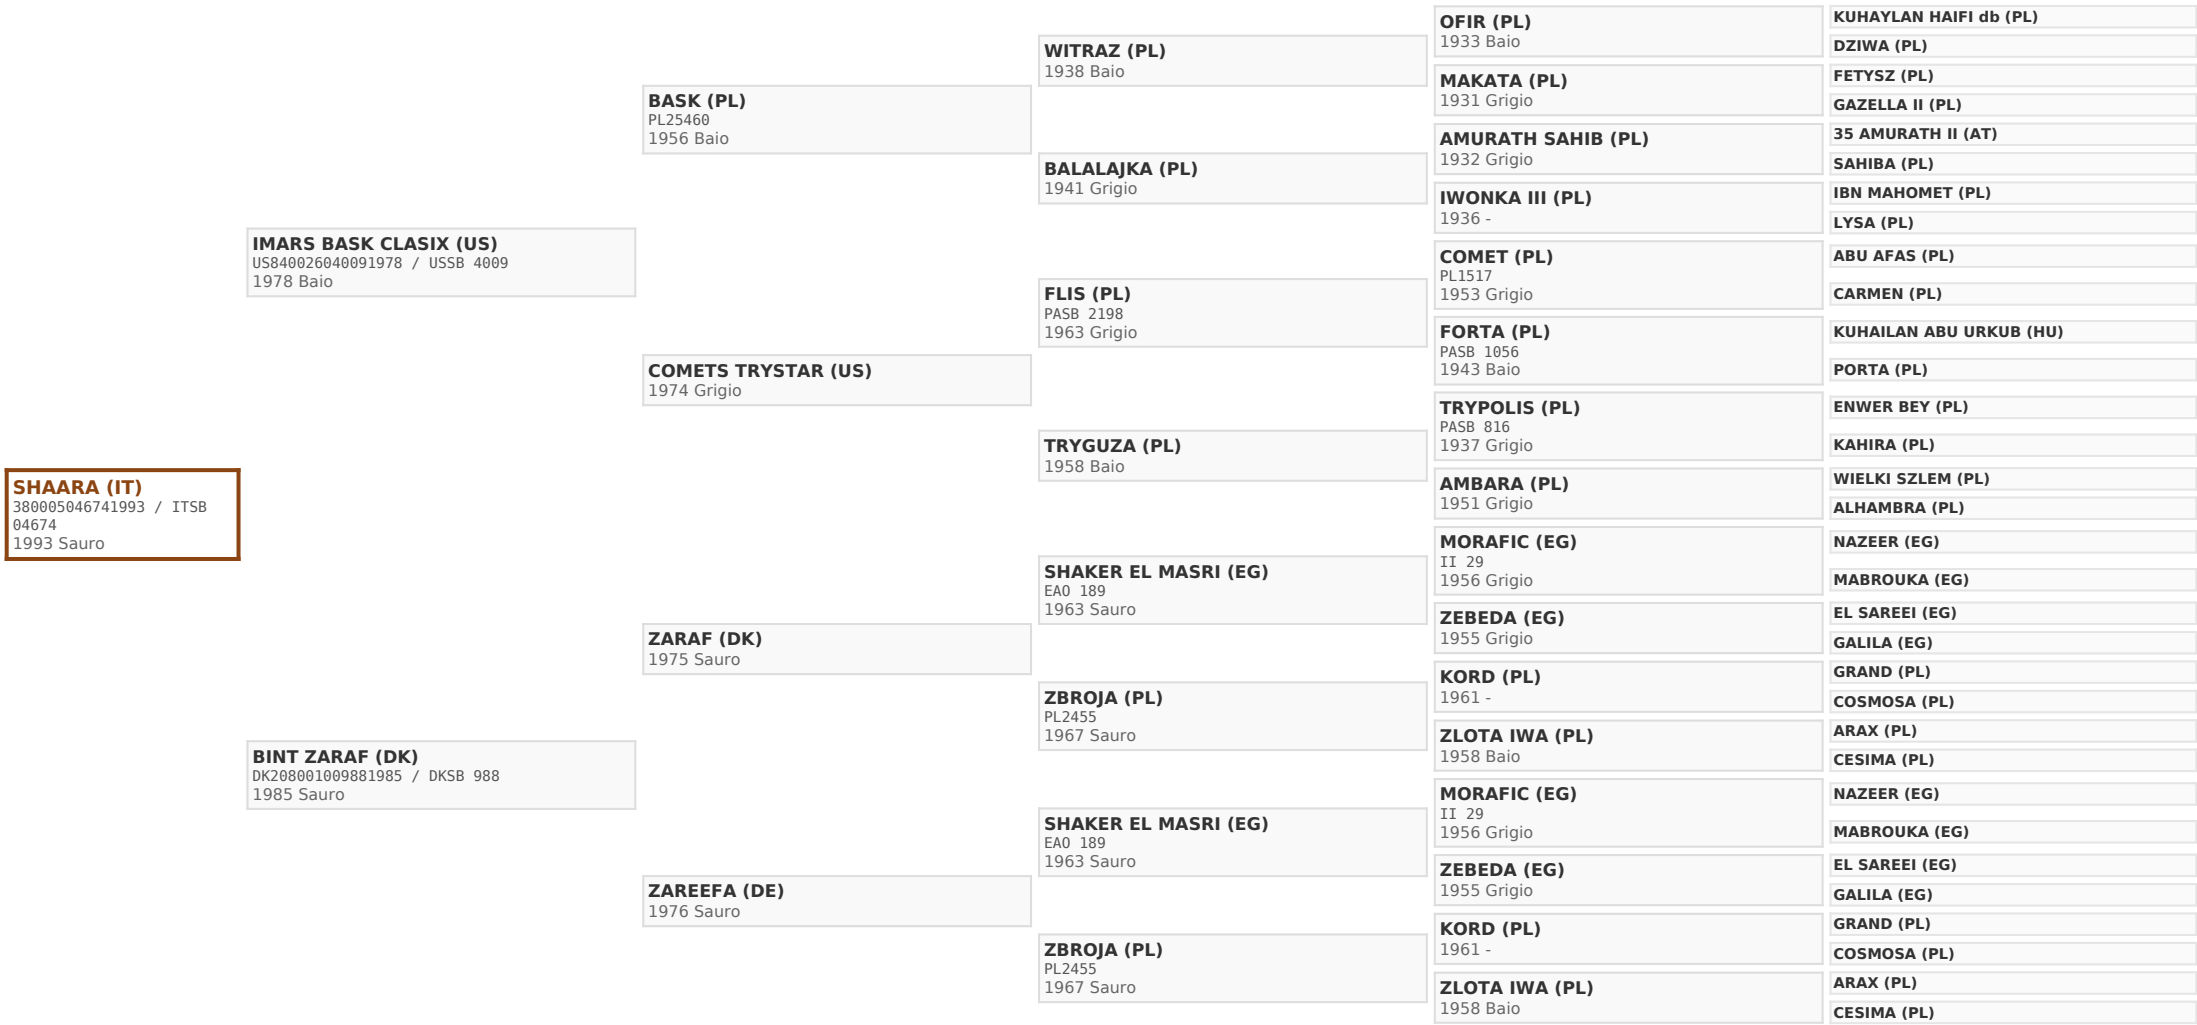 SHAARA (IT)
380005046741993 / ITSB
04674
1993 Sauro
IMARS BASK CLASIX (US)
US840026040091978 / USSB 4009
1978 Baio
BINT ZARAF (DK)
DK208001009881985 / DKSB 988
1985 Sauro
BASK (PL)
PL25460
1956 Baio
COMETS TRYSTAR (US)
1974 Grigio
ZARAF (DK)
1975 Sauro
ZAREEFA (DE)
1976 Sauro
WITRAZ (PL)
1938 Baio
BALALAJKA (PL)
1941 Grigio
FLIS (PL)
PASB 2198
1963 Grigio
TRYGUZA (PL)
1958 Baio
SHAKER EL MASRI (EG)
EAO 189
1963 Sauro
ZBROJA (PL)
PL2455
1967 Sauro
SHAKER EL MASRI (EG)
EAO 189
1963 Sauro
ZBROJA (PL)
PL2455
1967 Sauro
OFIR (PL)
1933 Baio
MAKATA (PL)
1931 Grigio
AMURATH SAHIB (PL)
1932 Grigio
IWONKA III (PL)
1936 -
COMET (PL)
PL1517
1953 Grigio
FORTA (PL)
PASB 1056
1943 Baio
TRYPOLIS (PL)
PASB 816
1937 Grigio
AMBARA (PL)
1951 Grigio
MORAFIC (EG)
II 29
1956 Grigio
ZEBEDA (EG)
1955 Grigio
KORD (PL)
1961 -
ZLOTA IWA (PL)
1958 Baio
MORAFIC (EG)
II 29
1956 Grigio
ZEBEDA (EG)
1955 Grigio
KORD (PL)
1961 -
ZLOTA IWA (PL)
1958 Baio
KUHAYLAN HAIFI db (PL)
DZIWA (PL)
FETYSZ (PL)
GAZELLA II (PL)
35 AMURATH II (AT)
SAHIBA (PL)
IBN MAHOMET (PL)
LYSA (PL)
ABU AFAS (PL)
CARMEN (PL)
KUHAILAN ABU URKUB (HU)
PORTA (PL)
ENWER BEY (PL)
KAHIRA (PL)
WIELKI SZLEM (PL)
ALHAMBRA (PL)
NAZEER (EG)
MABROUKA (EG)
EL SAREEI (EG)
GALILA (EG)
GRAND (PL)
COSMOSA (PL)
ARAX (PL)
CESIMA (PL)
NAZEER (EG)
MABROUKA (EG)
EL SAREEI (EG)
GALILA (EG)
GRAND (PL)
COSMOSA (PL)
ARAX (PL)
CESIMA (PL)